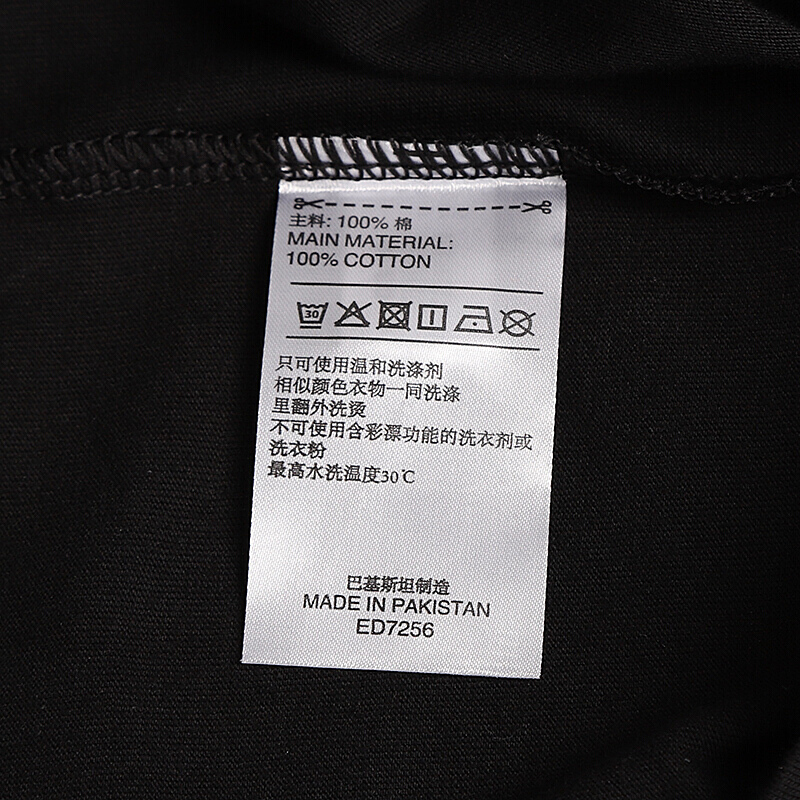 主料: 100% 棉
MAIN MATERIAL:
100% COTTON
30
只可使用温和洗涤剂
相似颜色衣物一同洗涤
里翻外洗烫
不可使用含彩漂功能的洗衣剂或
洗衣粉
最高水洗温度30℃
巴基斯坦制造
MADE IN PAKISTAN
ED7256